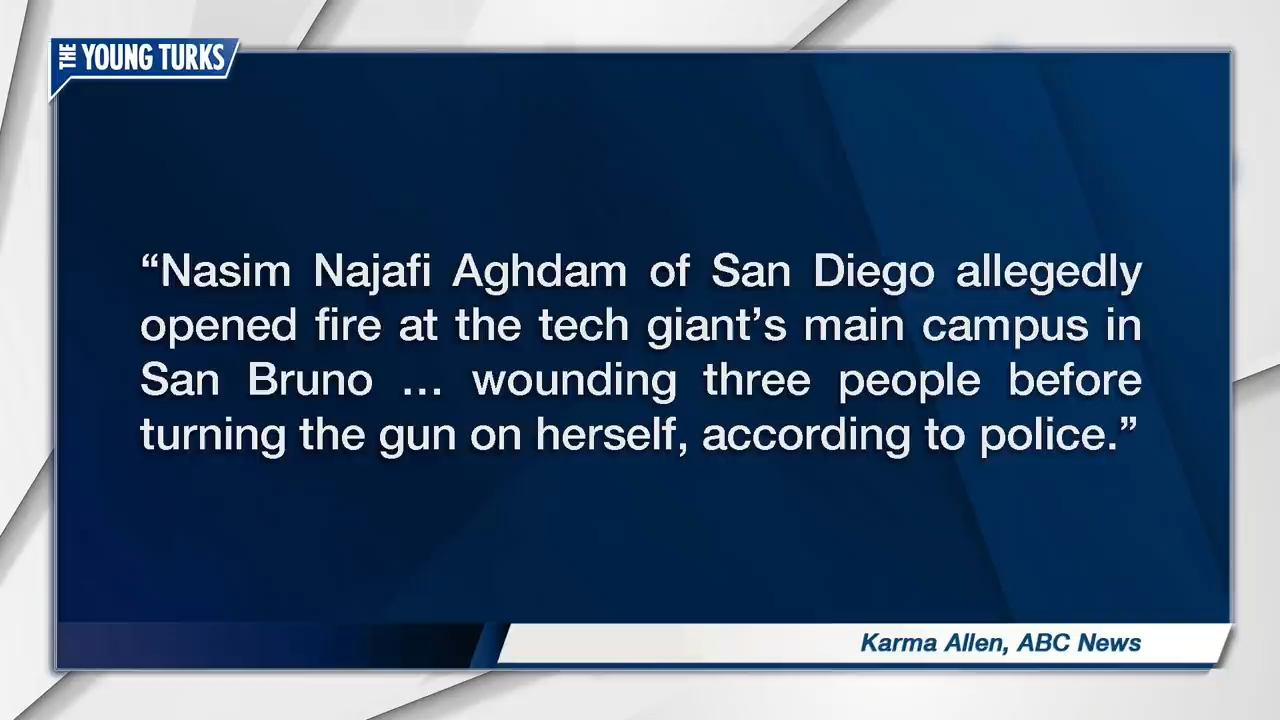 THE YOUNG TURKS
“Nasim Najafi Aghdam of San Diego allegedly
opened fire at the tech giant’s main campus in
San Bruno ... wounding three people before
turning the gun on herself, according to police.”
Karma Allen, ABC News